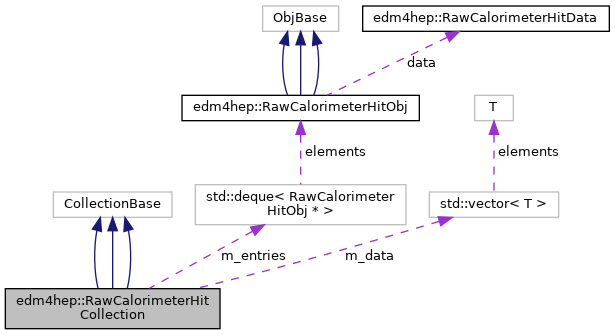 ObjBase
edm4hep::RawCalorimeterHitData
data
edm4hep::RawCalorimeterHitObj
T
elements
elements
CollectionBase
std::deque< RawCalorimeter
HitObj * >
std::vector< T >
m_entries
m_data
edm4hep::RawCalorimeterHit
Collection